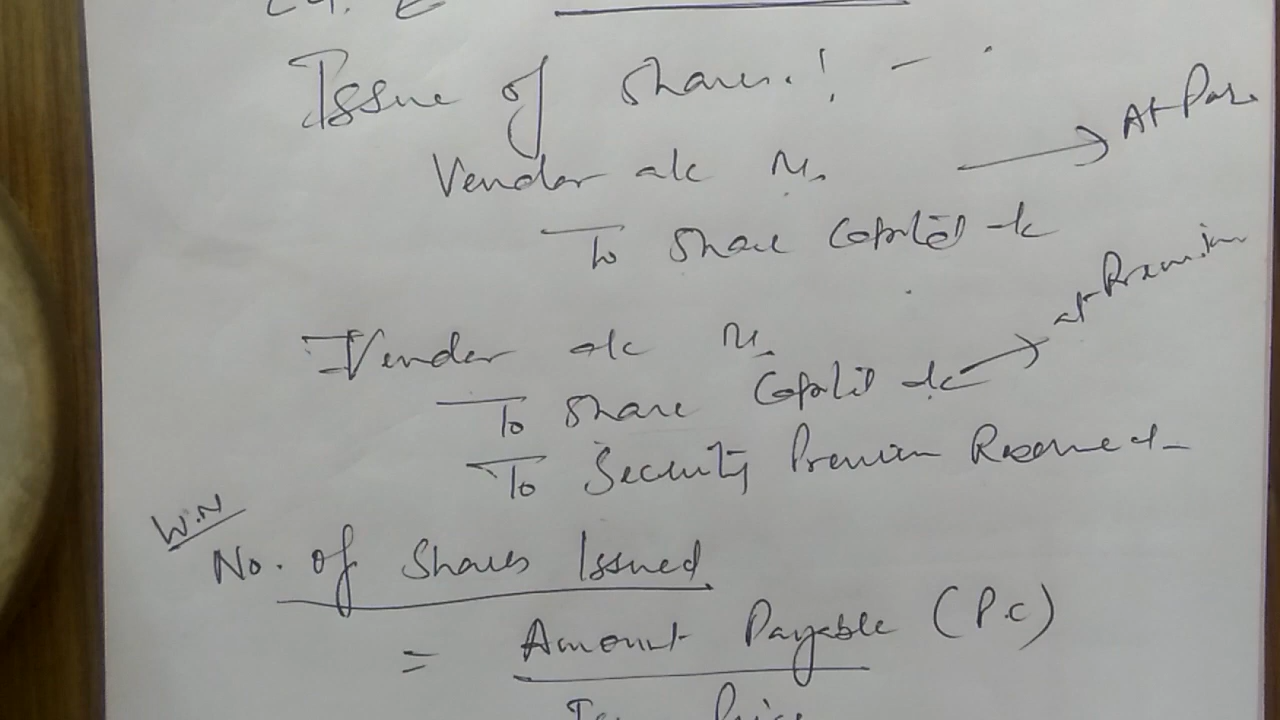 Issue of Shares:-
Vendor a/c Dr. → At Par
To Share Capital a/c
Vendor a/c Dr.
To Share Capital a/c → at Premium
To Security Premium Reserve a/c
W.N
No. of Shares Issued
= Amount Payable (P.C)